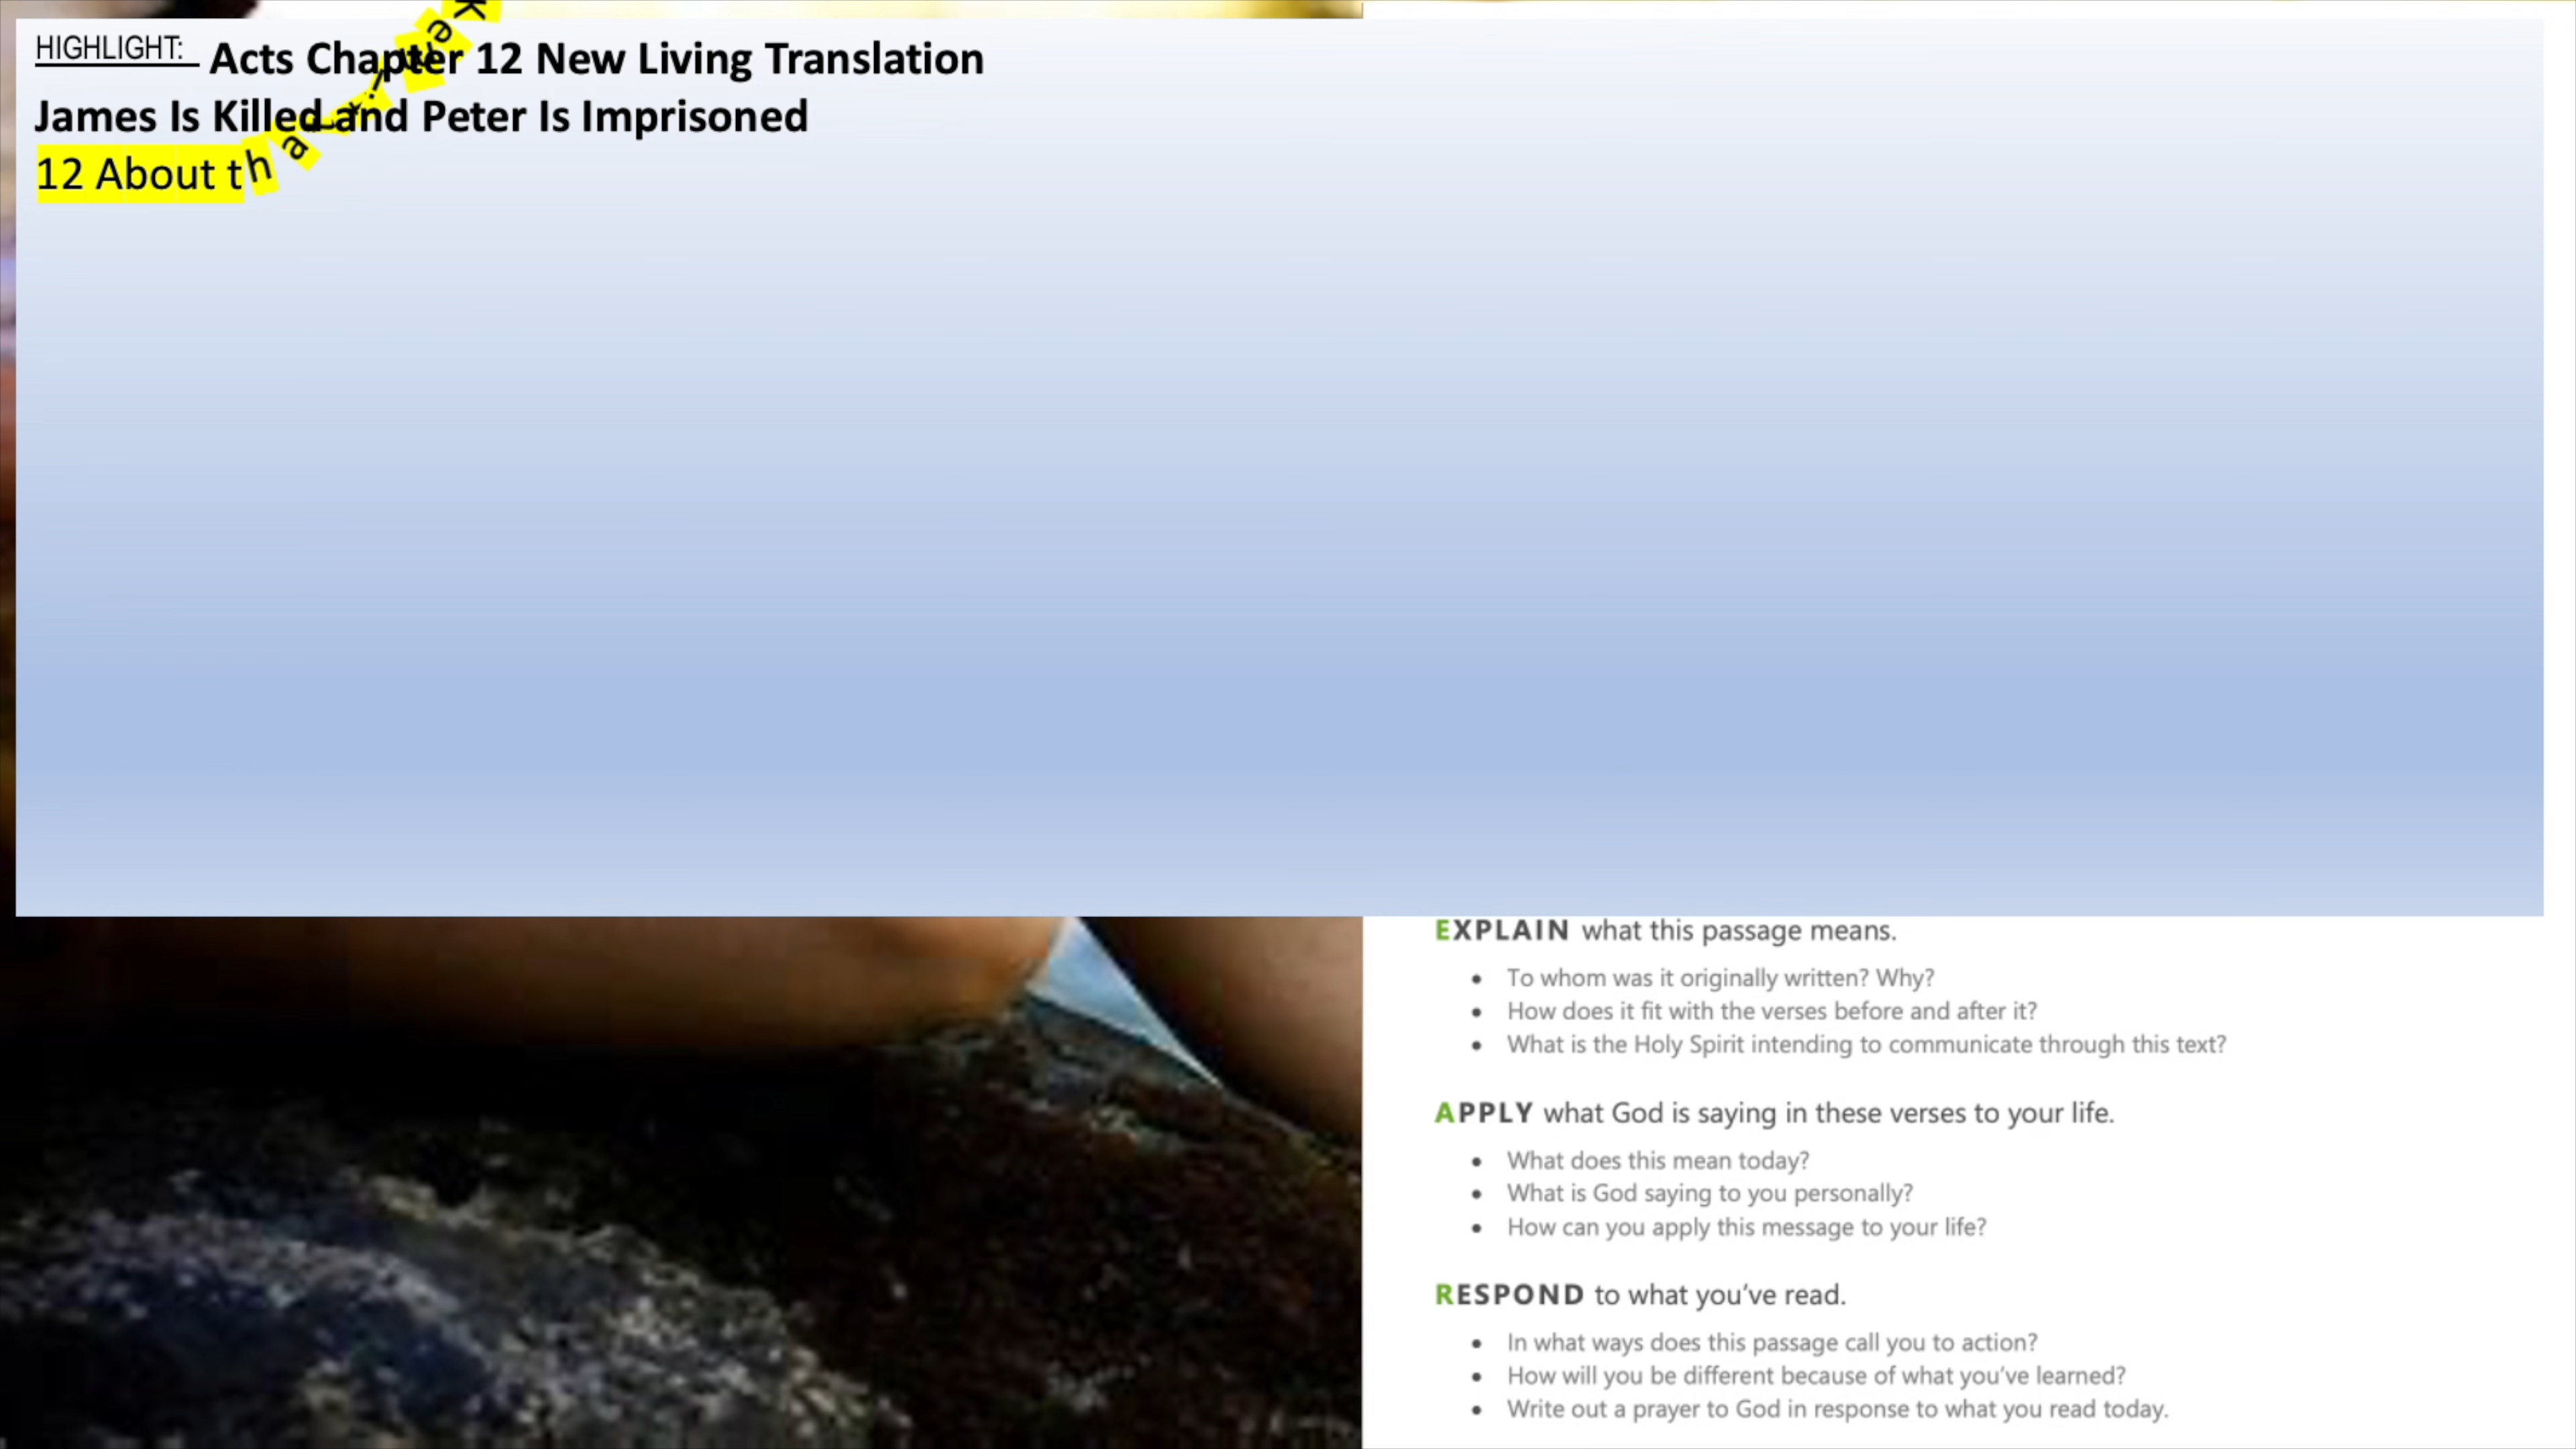 HIGHLIGHT: Acts Chapter 12 New Living Translation
James Is Killed and Peter Is Imprisoned
12 About that
EXPLAIN what this passage means.
• To whom was it originally written? Why?
• How does it fit with the verses before and after it?
• What is the Holy Spirit intending to communicate through this text?
APPLY what God is saying in these verses to your life.
• What does this mean today?
• What is God saying to you personally?
• How can you apply this message to your life?
RESPOND to what you've read.
• In what ways does this passage call you to action?
• How will you be different because of what you've learned?
• Write out a prayer to God in response to what you read today.